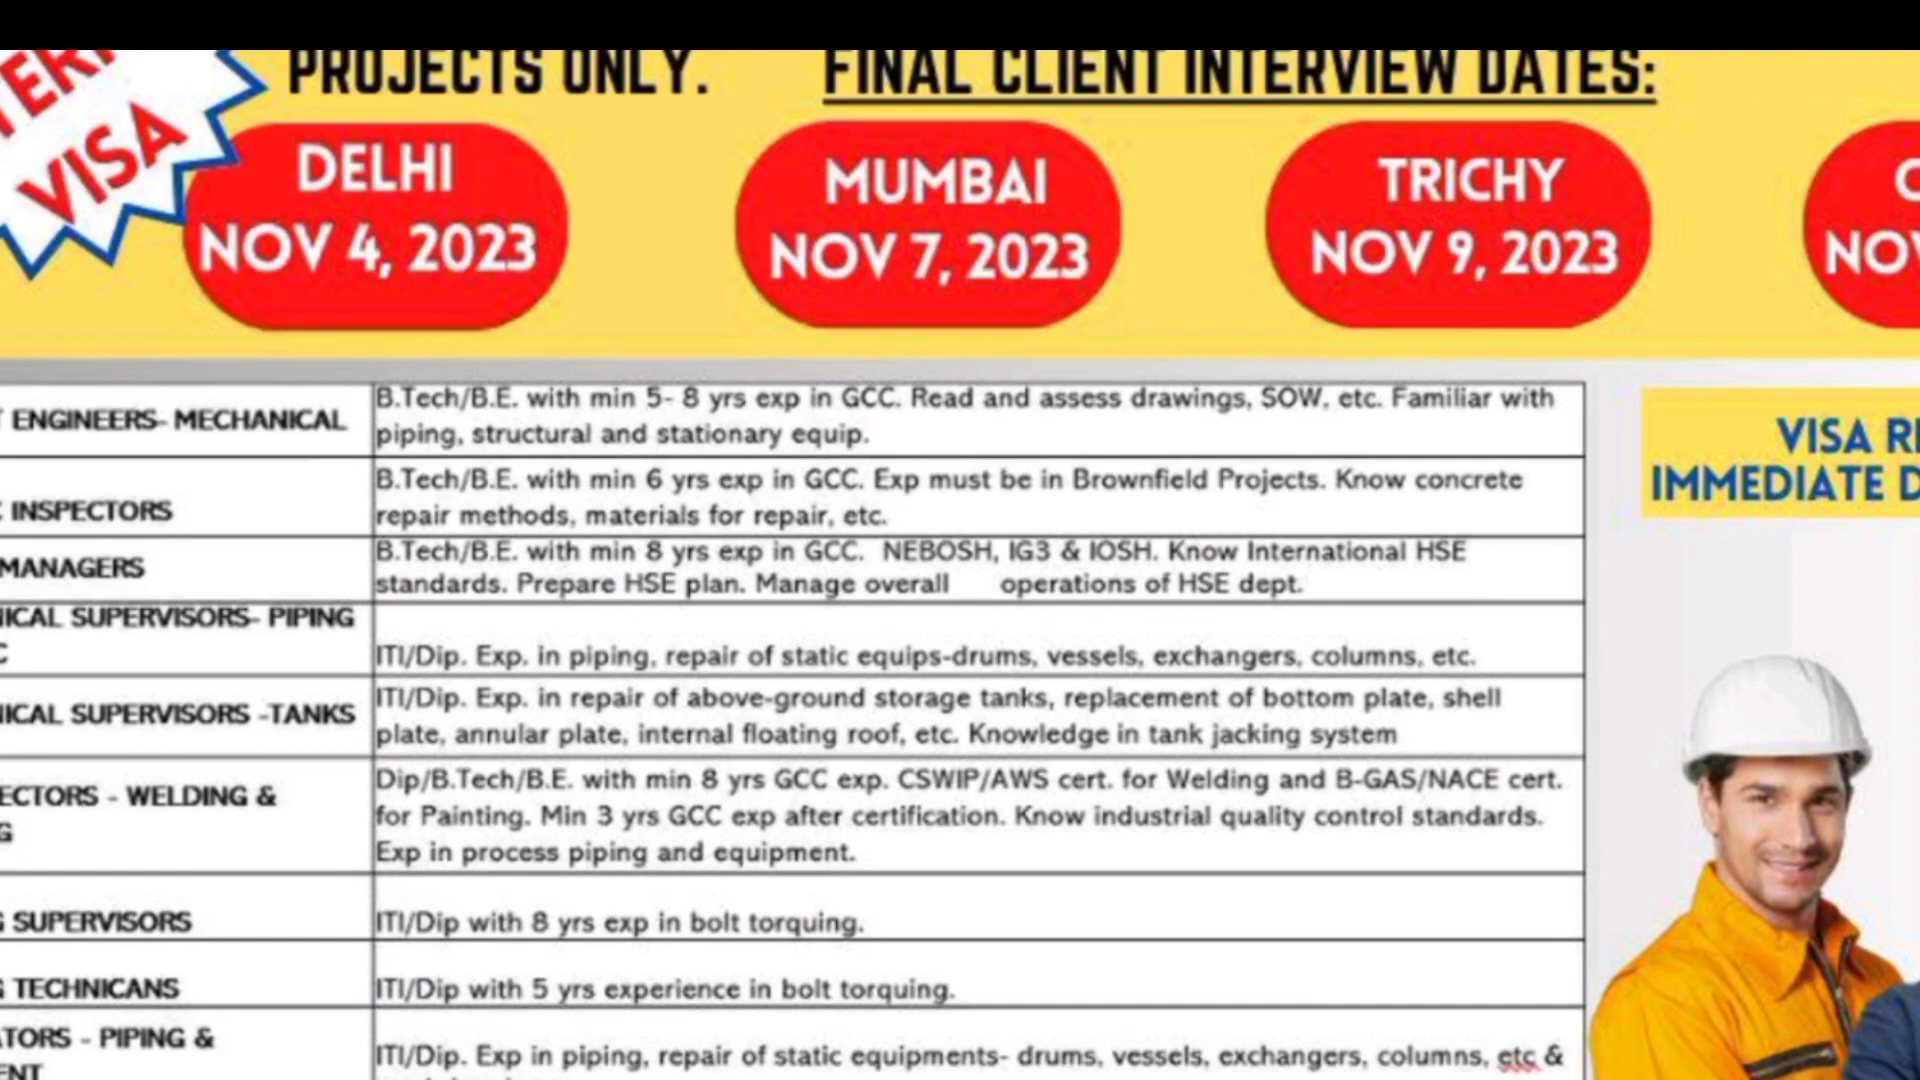 VISA
PROJECTS ONLY.
FINAL CLIENT INTERVIEW DATES:
DELHI
NOV 4, 2023
MUMBAI
NOV 7, 2023
TRICHY
NOV 9, 2023
ENGINEERS- MECHANICAL
B.Tech/B.E. with min 5- 8 yrs exp in GCC. Read and assess drawings, SOW, etc. Familiar with
piping, structural and stationary equip.
INSPECTORS
B.Tech/B.E. with min 6 yrs exp in GCC. Exp must be in Brownfield Projects. Know concrete
repair methods, materials for repair, etc.
MANAGERS
B.Tech/B.E. with min 8 yrs exp in GCC. NEBOSH, IG3 & IOSH. Know International HSE
standards. Prepare HSE plan. Manage overall operations of HSE dept.
SUPERVISORS- PIPING
ITI/Dip. Exp. in piping, repair of static equips-drums, vessels, exchangers, columns, etc.
SUPERVISORS -TANKS
ITI/Dip. Exp. in repair of above-ground storage tanks, replacement of bottom plate, shell
plate, annular plate, internal floating roof, etc. Knowledge in tank jacking system
- WELDING &
Dip/B.Tech/B.E. with min 8 yrs GCC exp. CSWIP/AWS cert. for Welding and B-GAS/NACE cert.
for Painting. Min 3 yrs GCC exp after certification. Know industrial quality control standards.
Exp in process piping and equipment.
SUPERVISORS
ITI/Dip with 8 yrs exp in bolt torquing.
TECHNICANS
ITI/Dip with 5 yrs experience in bolt torquing.
- PIPING &
ITI/Dip. Exp in piping, repair of static equipments- drums, vessels, exchangers, columns, etc &
VISA
IMMEDIATE